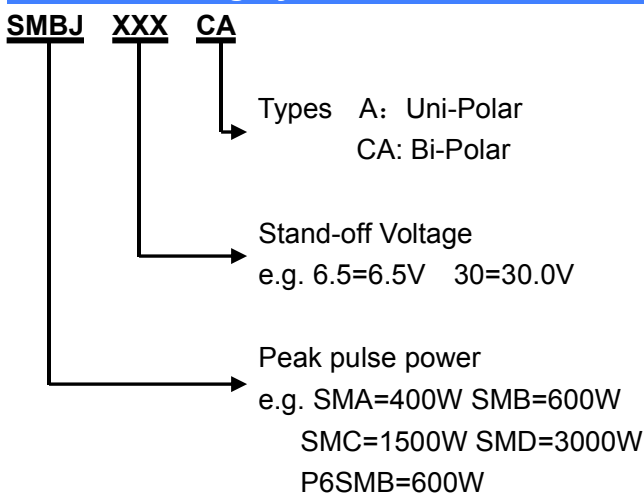 SMBJ XXX CA
Types A：Uni-Polar
CA: Bi-Polar
Stand-off Voltage
e.g. 6.5=6.5V 30=30.0V
Peak pulse power
e.g. SMA=400W SMB=600W
SMC=1500W SMD=3000W
P6SMB=600W